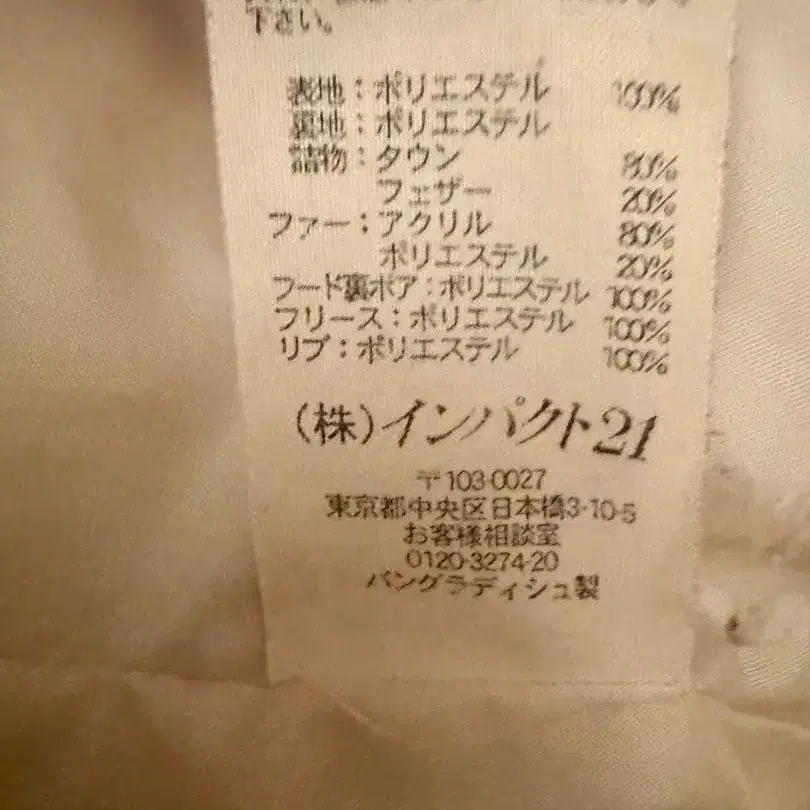 下さい。
表地：ポリエステル 100%
裏地：ポリエステル
詰物：ダウン 80%
フェザー 20%
ファー：アクリル 80%
ポリエステル 20%
フード裏ボア：ポリエステル 100%
フリース：ポリエステル 100%
リブ：ポリエステル 100%
(株)インパクト21
〒103-0027
東京都中央区日本橋3-10-5
お客様相談室
0120-3274-20
バングラディシュ製